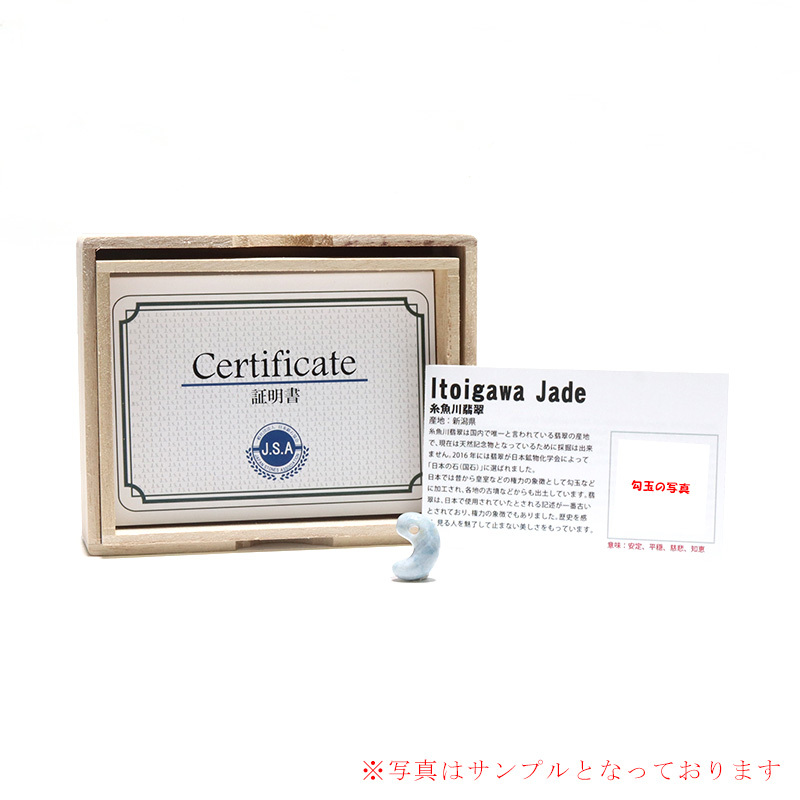 Certificate
証明書
J.S.A
Itoigawa Jade
糸魚川翡翠
産地：新潟県
糸魚川翡翠は国内で唯一と言われている翡翠の産地
で、現在は天然記念物となっているために採掘は出来
ません。2016年には翡翠が日本鉱物化学会によって
「日本の石（国石）」に選ばれました。
日本では昔から皇室などの権力の象徴として勾玉など
に加工され、各地の古墳などからも出土しています。翡
翠は、日本で使用されていたとされる記述が一番古い
とされており、権力の象徴でもありました。歴史を感
、見る人を魅了して止まない美しさをもっています。
勾玉の写真
意味：安定、平穏、慈悲、知恵
※写真はサンプルとなっております